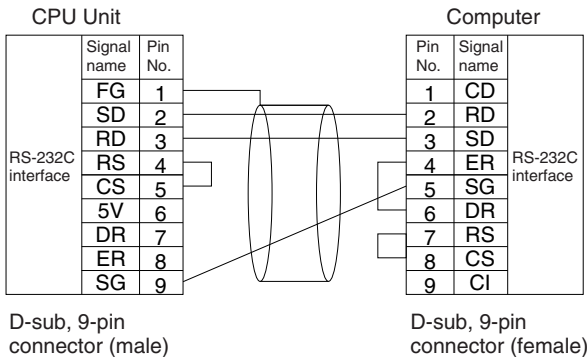 CPU Unit
Computer
RS-232C
interface
Signal
name
Pin
No.
FG 1
SD 2
RD 3
RS 4
CS 5
5V 6
DR 7
ER 8
SG 9
Pin
No.
Signal
name
1 CD
2 RD
3 SD
4 ER
5 SG
6 DR
7 RS
8 CS
9 CI
RS-232C
interface
D-sub, 9-pin
connector (male)
D-sub, 9-pin
connector (female)